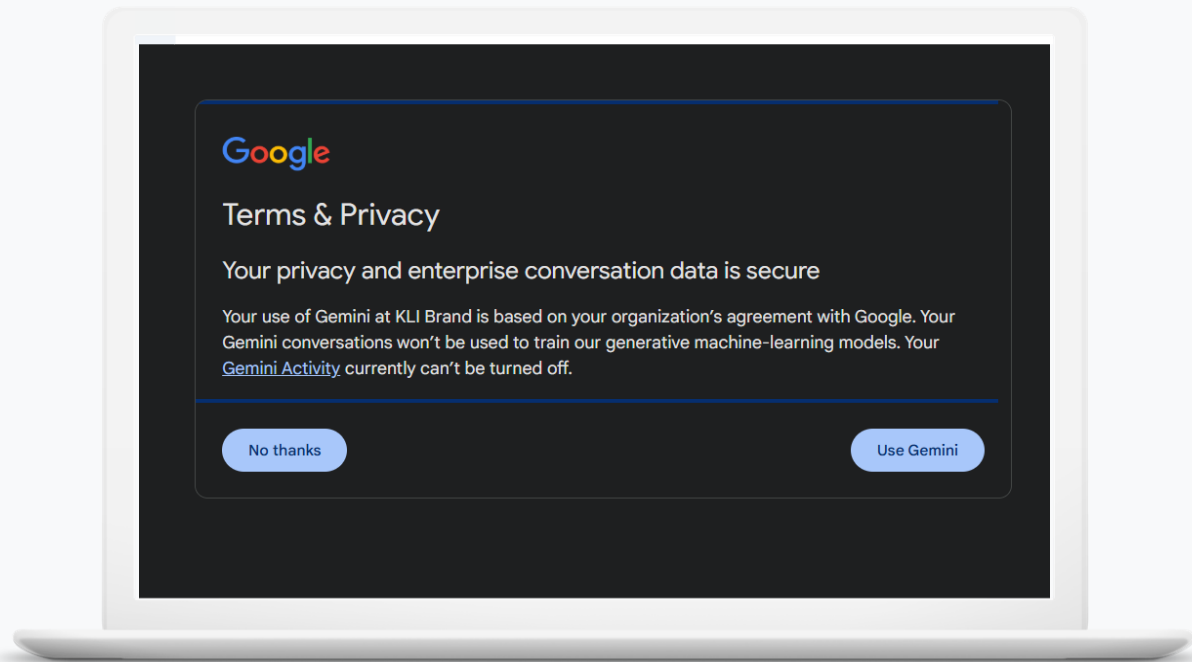 Google
Terms & Privacy
Your privacy and enterprise conversation data is secure
Your use of Gemini at KLI Brand is based on your organization’s agreement with Google. Your
Gemini conversations won’t be used to train our generative machine-learning models. Your
Gemini Activity currently can’t be turned off.
No thanks
Use Gemini